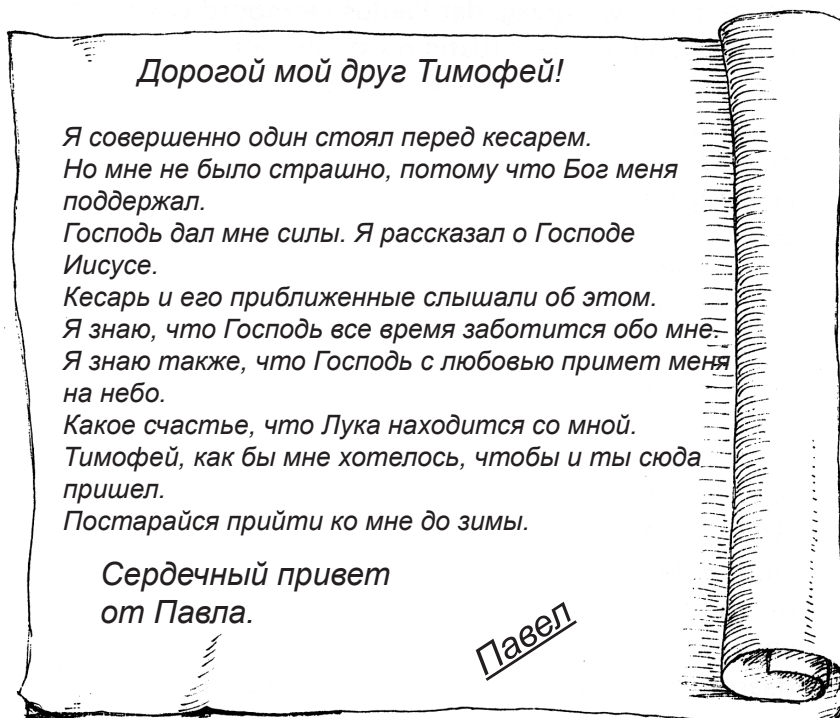 Дорогой мой друг Тимофей!
Я совершенно один стоял перед кесарем.
Но мне не было страшно, потому что Бог меня
поддержал.
Господь дал мне силы. Я рассказал о Господе
Иисусе.
Кесарь и его приближенные слышали об этом.
Я знаю, что Господь все время заботится обо мне.
Я знаю также, что Господь с любовью примет меня
на небо.
Какое счастье, что Лука находится со мной.
Тимофей, как бы мне хотелось, чтобы и ты сюда
пришел.
Постарайся прийти ко мне до зимы.
Сердечный привет
от Павла.
Павел